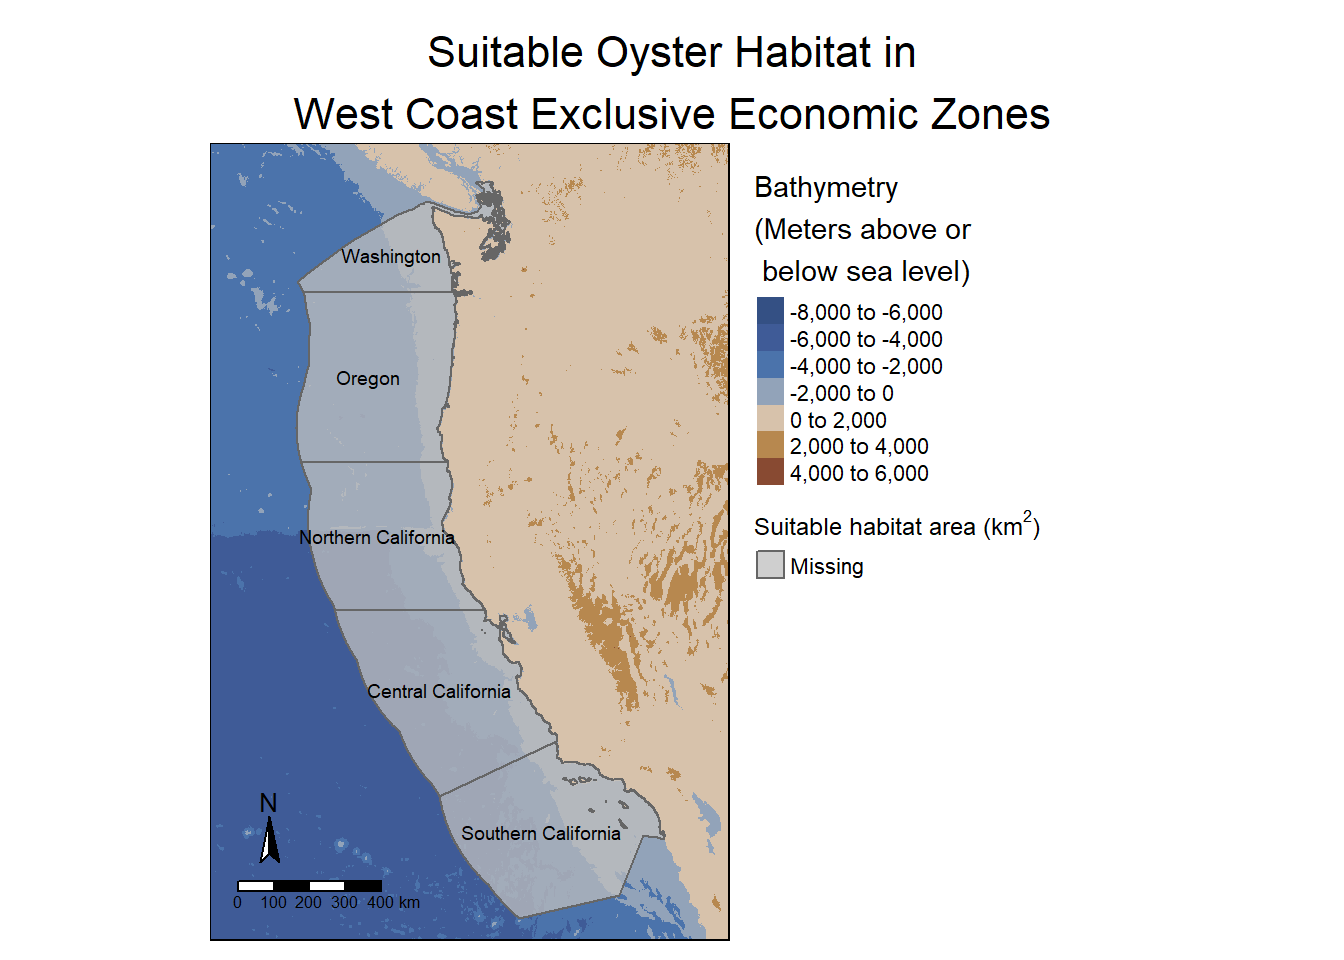 Suitable Oyster Habitat in
West Coast Exclusive Economic Zones
Bathymetry
(Meters above or
below sea level)
-8,000 to -6,000
-6,000 to -4,000
-4,000 to -2,000
-2,000 to 0
0 to 2,000
2,000 to 4,000
4,000 to 6,000
Suitable habitat area (km²)
Missing
Washington
Oregon
Northern California
Central California
Southern California
N
0 100 200 300 400 km